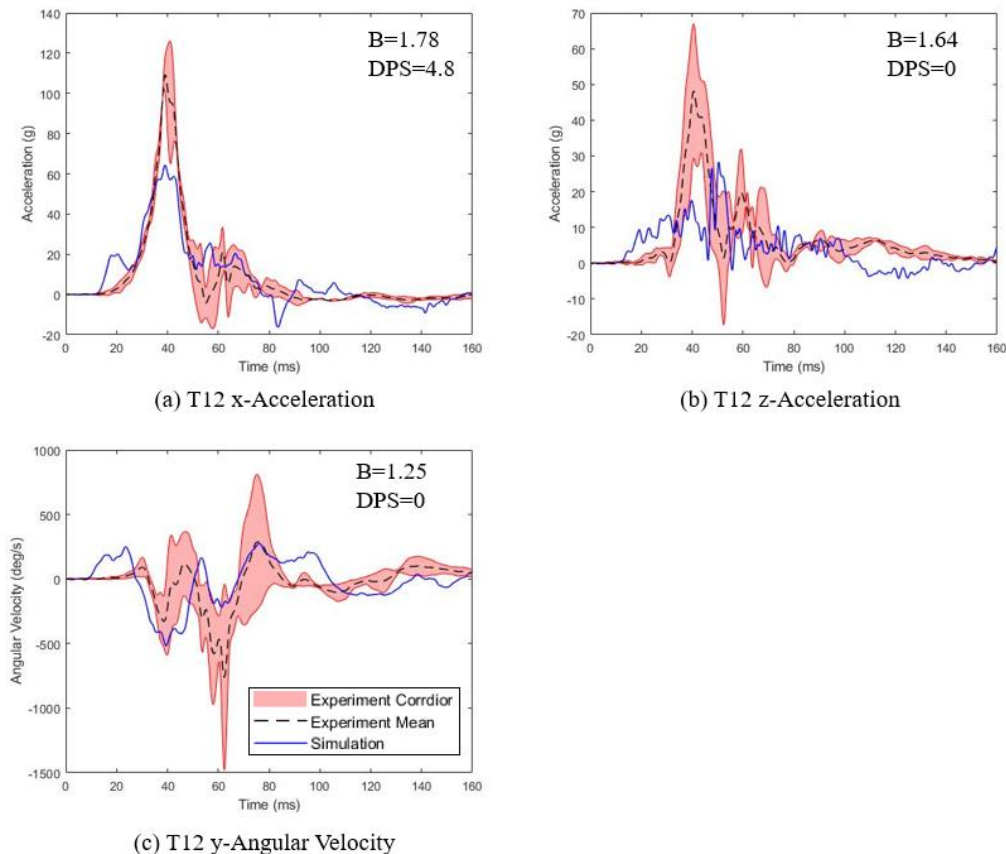 140
120
100
80
60
40
20
0
-20
0 20 40 60 80 100 120 140 160
Acceleration (g)
Time (ms)
B=1.78
DPS=4.8
(a) T12 x-Acceleration
70
60
50
40
30
20
10
0
-10
-20
0 20 40 60 80 100 120 140 160
Acceleration (g)
Time (ms)
B=1.64
DPS=0
(b) T12 z-Acceleration
1000
500
0
-500
-1000
-1500
0 20 40 60 80 100 120 140 160
Angular Velocity (deg/s)
Time (ms)
B=1.25
DPS=0
Experiment Corrdior
Experiment Mean
Simulation
(c) T12 y-Angular Velocity